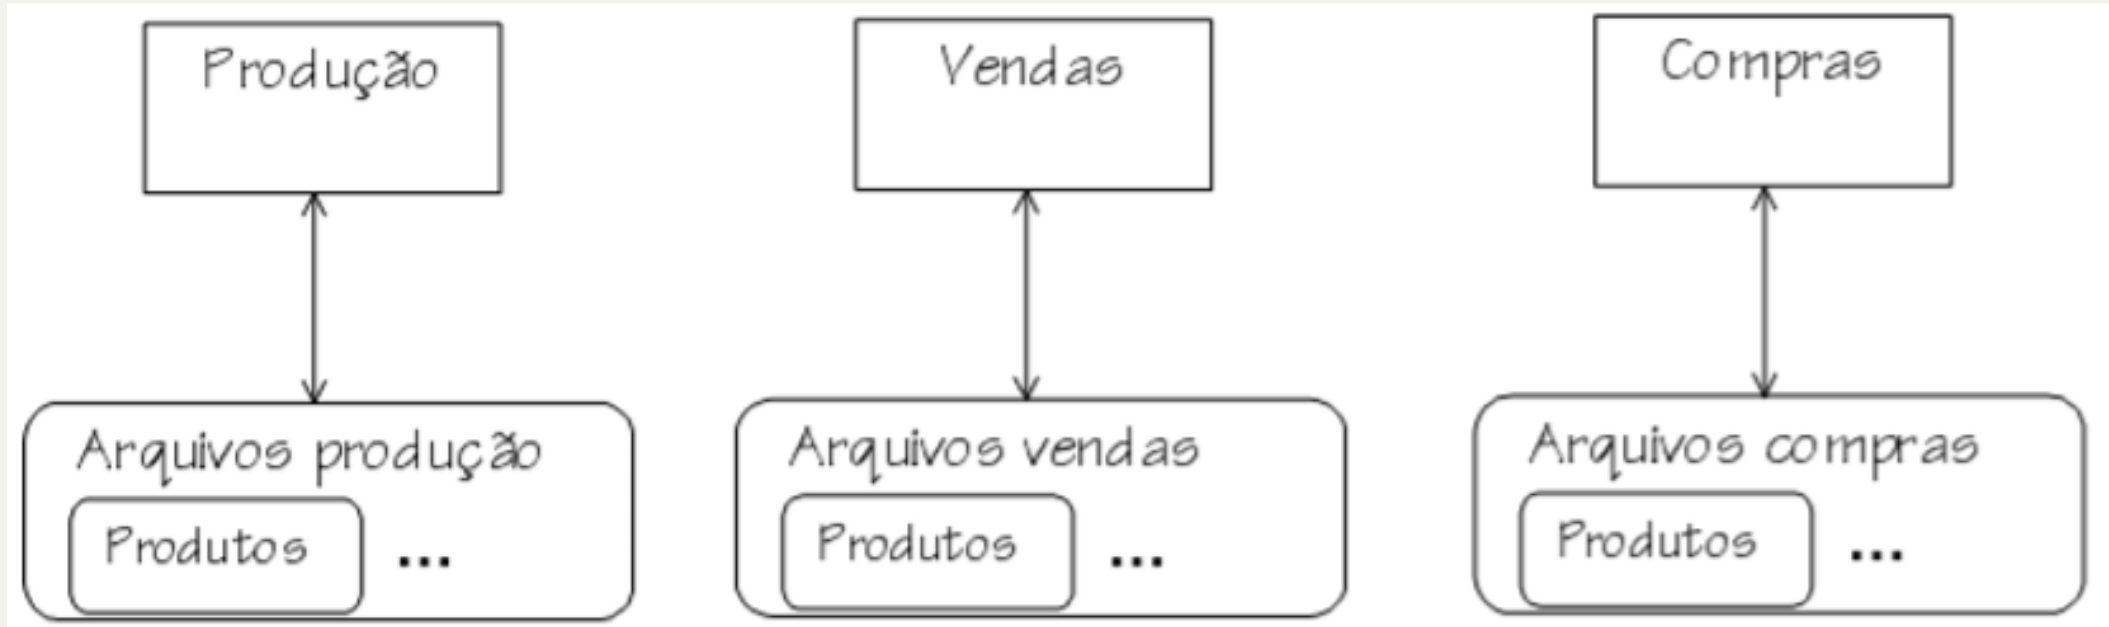 Produção
Vendas
Compras
Arquivos produção
Arquivos vendas
Arquivos compras
Produtos ...
Produtos ...
Produtos ...